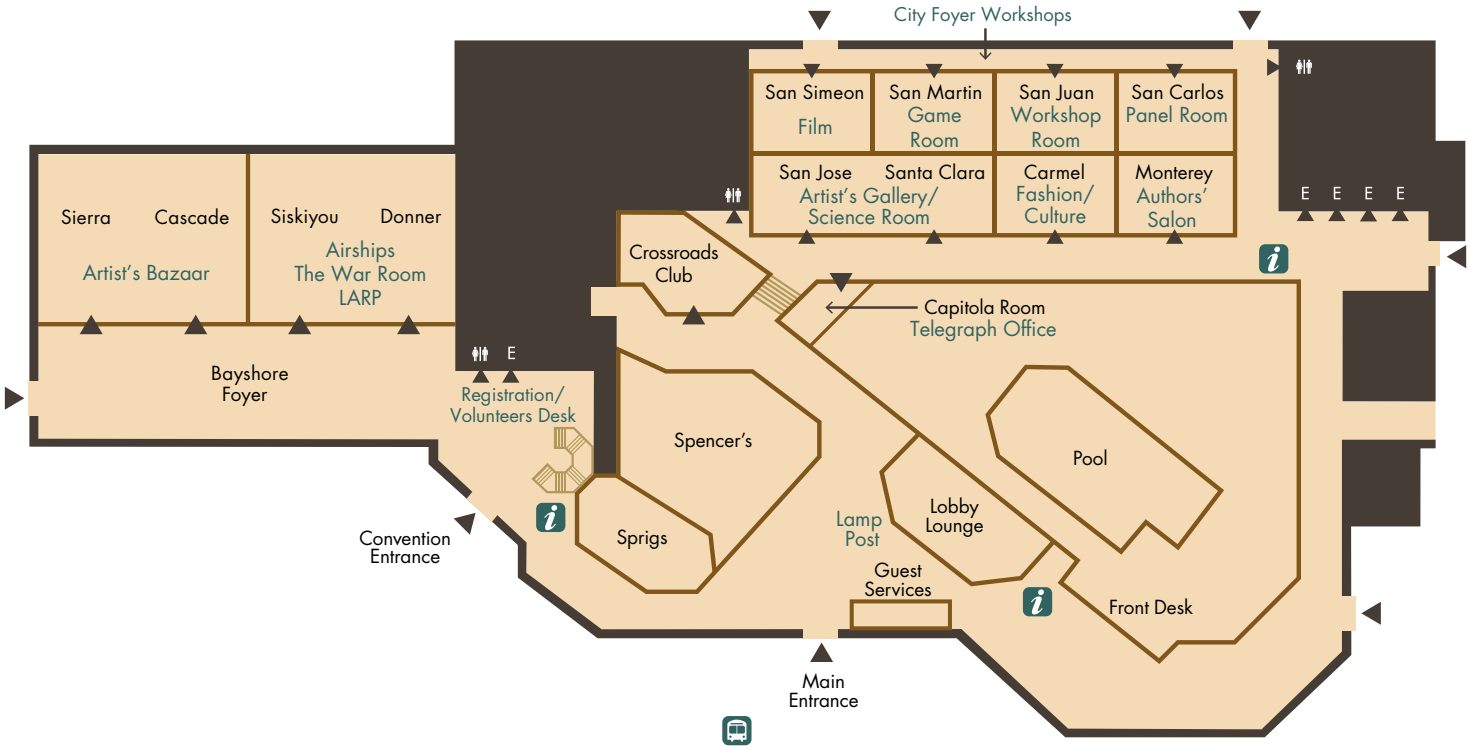 City Foyer Workshops
San Simeon
Film
San Martin
Game
Room
San Juan
Workshop
Room
San Carlos
Panel Room
San Jose
Santa Clara
Artist's Gallery/
Science Room
Carmel
Fashion/
Culture
Monterey
Authors'
Salon
E E E E
i
Sierra
Cascade
Artist's Bazaar
Siskiyou
Donner
Airships
The War Room
LARP
Crossroads
Club
Capitola Room
Telegraph Office
Bayshore
Foyer
E
Registration/
Volunteers Desk
Spencer's
Pool
i
Sprigs
Convention
Entrance
Lamp
Post
Lobby
Lounge
Guest
Services
i
Front Desk
Main
Entrance